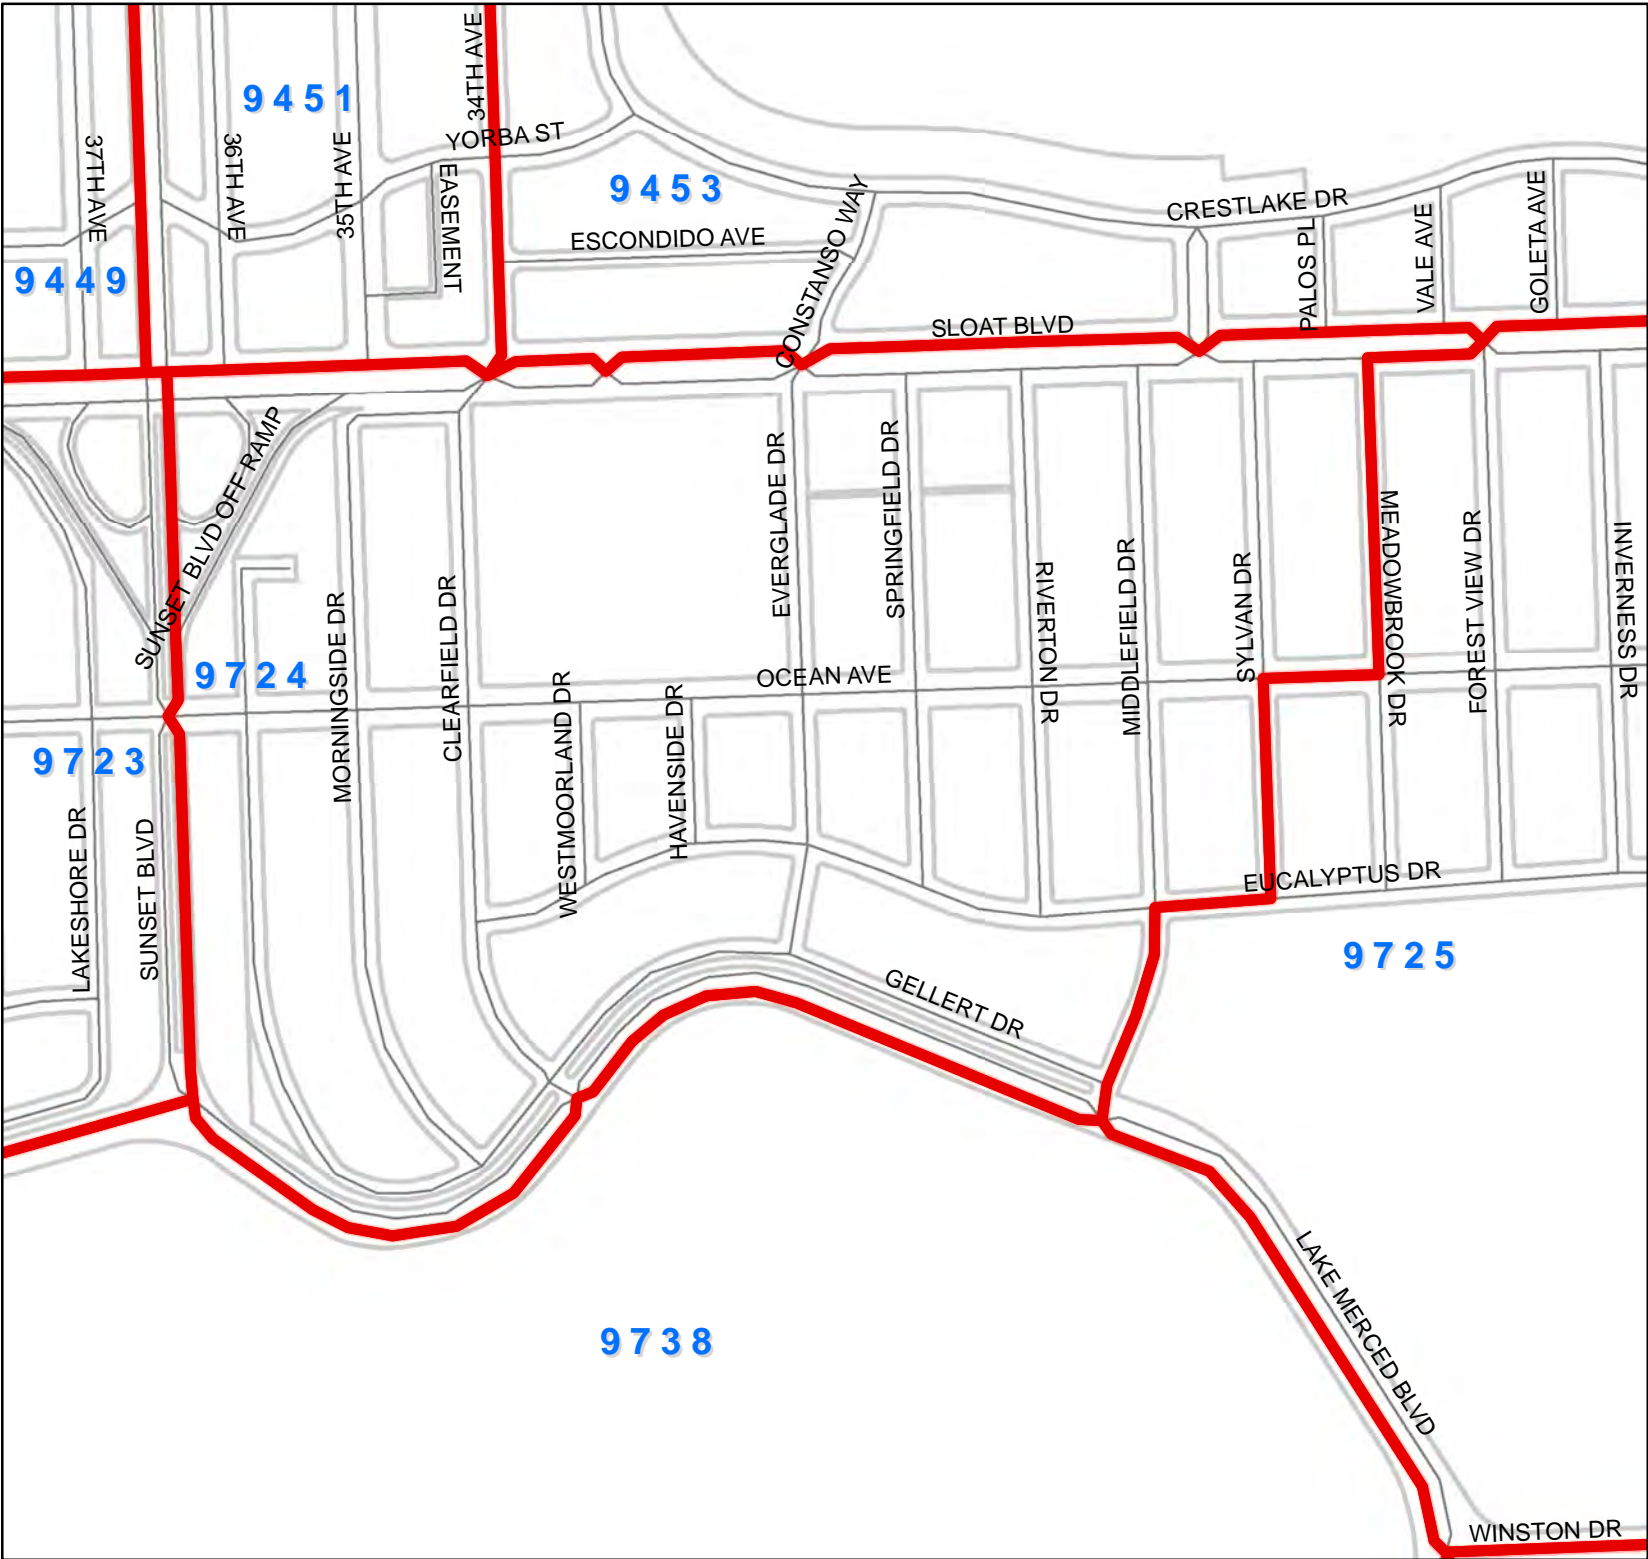 34TH AVE
9451
YORBA ST
37TH AVE
36TH AVE
35TH AVE
EASEMENT
9453
CONSTANSO WAY
CRESTLAKE DR
PALOS PL
VALE AVE
GOLETA AVE
ESCONDIDO AVE
9449
SLOAT BLVD
SUNSET BLVD OFF RAMP
EVERGLADE DR
SPRINGFIELD DR
MEADOWBROOK DR
FOREST VIEW DR
INVERNESS DR
MORNINGSIDE DR
CLEARFIELD DR
RIVERTON DR
MIDDLEFIELD DR
SYLVAN DR
9724
OCEAN AVE
WESTMOORLAND DR
HAVENSIDE DR
9723
LAKESHORE DR
SUNSET BLVD
EUCALYPTUS DR
9725
GELLERT DR
LAKE MERCED BLVD
9738
WINSTON DR